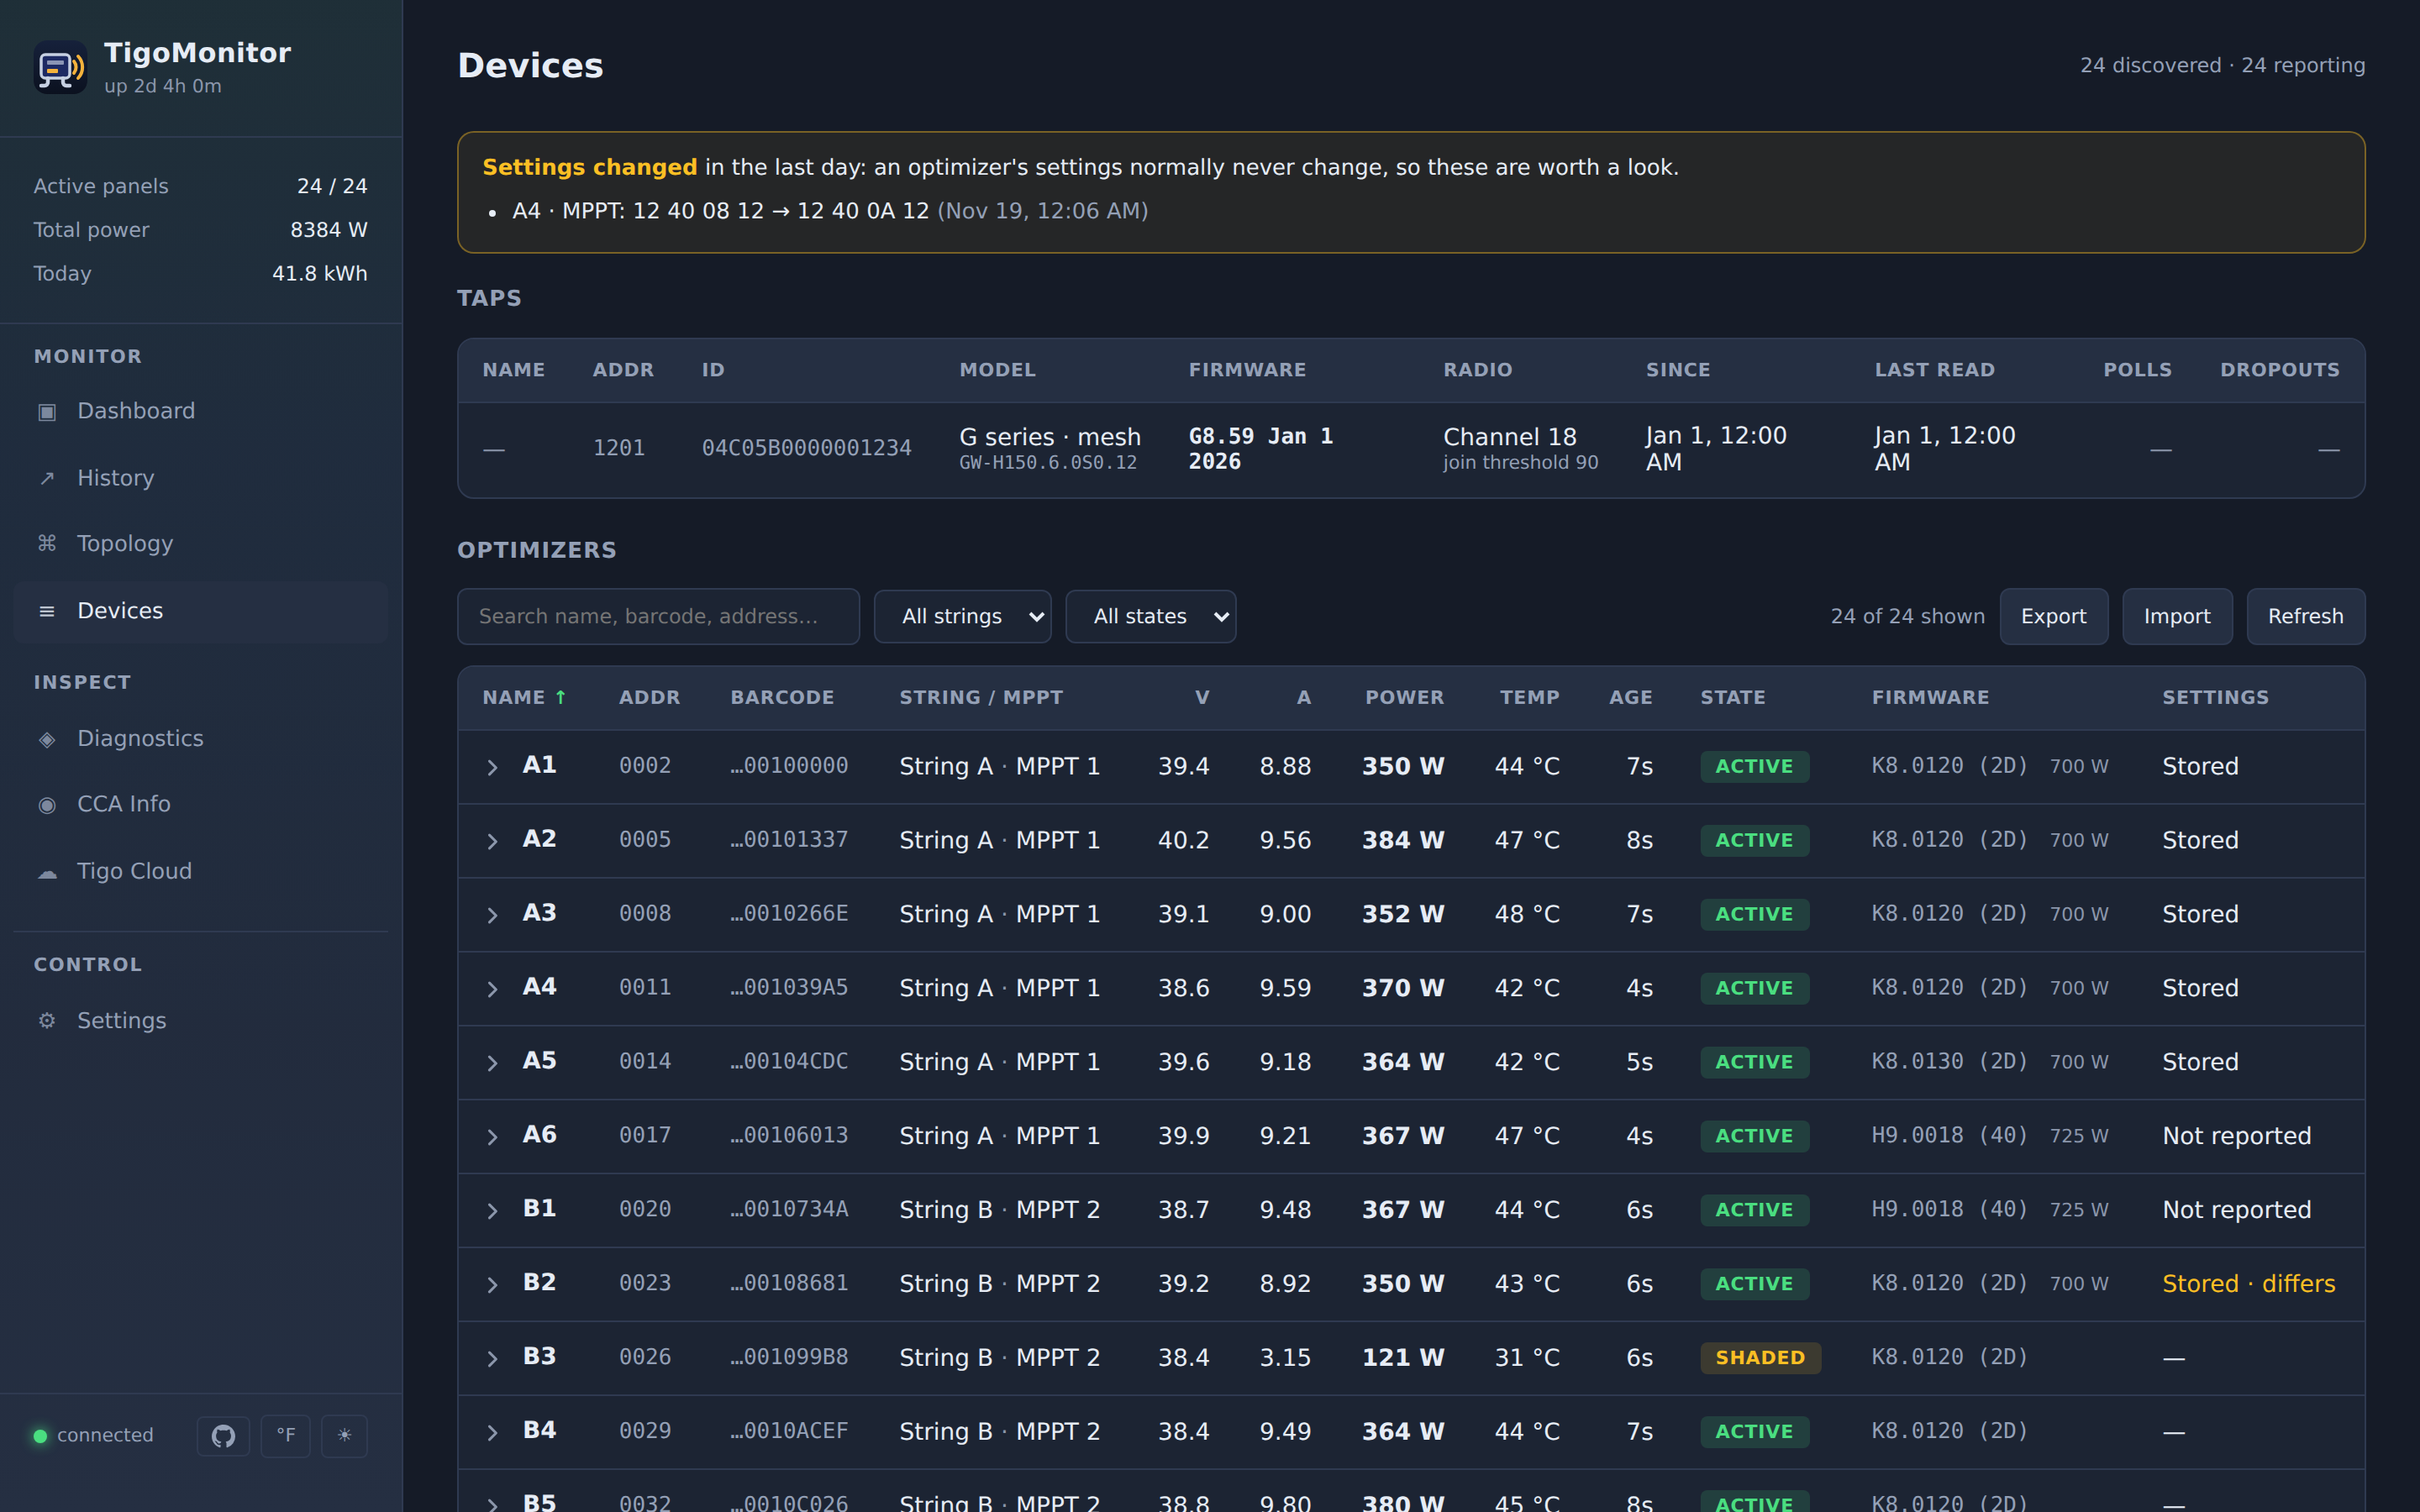 TigoMonitor
up 2d 4h 0m
Active panels 24 / 24
Total power 8384 W
Today 41.8 kWh
MONITOR
Dashboard
History
Topology
Devices
INSPECT
Diagnostics
CCA Info
Tigo Cloud
CONTROL
Settings
connected °F
Devices
24 discovered · 24 reporting
Settings changed in the last day: an optimizer's settings normally never change, so these are worth a look.
• A4 · MPPT: 12 40 08 12 → 12 40 0A 12 (Nov 19, 12:06 AM)
TAPS
NAME ADDR ID MODEL FIRMWARE RADIO SINCE LAST READ POLLS DROPOUTS
— 1201 04C05B0000001234 G series · mesh G8.59 Jan 1 Channel 18 Jan 1, 12:00 Jan 1, 12:00 — —
GW-H150.6.0S0.12 2026 join threshold 90 AM AM
OPTIMIZERS
Search name, barcode, address… All strings All states 24 of 24 shown Export Import Refresh
NAME ↑ ADDR BARCODE STRING / MPPT V A POWER TEMP AGE STATE FIRMWARE SETTINGS
A1 0002 …00100000 String A · MPPT 1 39.4 8.88 350 W 44 °C 7s ACTIVE K8.0120 (2D) 700 W Stored
A2 0005 …00101337 String A · MPPT 1 40.2 9.56 384 W 47 °C 8s ACTIVE K8.0120 (2D) 700 W Stored
A3 0008 …0010266E String A · MPPT 1 39.1 9.00 352 W 48 °C 7s ACTIVE K8.0120 (2D) 700 W Stored
A4 0011 …001039A5 String A · MPPT 1 38.6 9.59 370 W 42 °C 4s ACTIVE K8.0120 (2D) 700 W Stored
A5 0014 …00104CDC String A · MPPT 1 39.6 9.18 364 W 42 °C 5s ACTIVE K8.0130 (2D) 700 W Stored
A6 0017 …00106013 String A · MPPT 1 39.9 9.21 367 W 47 °C 4s ACTIVE H9.0018 (40) 725 W Not reported
B1 0020 …0010734A String B · MPPT 2 38.7 9.48 367 W 44 °C 6s ACTIVE H9.0018 (40) 725 W Not reported
B2 0023 …00108681 String B · MPPT 2 39.2 8.92 350 W 43 °C 6s ACTIVE K8.0120 (2D) 700 W Stored · differs
B3 0026 …001099B8 String B · MPPT 2 38.4 3.15 121 W 31 °C 6s SHADED K8.0120 (2D) —
B4 0029 …0010ACEF String B · MPPT 2 38.4 9.49 364 W 44 °C 7s ACTIVE K8.0120 (2D) —
B5 0032 …0010C026 String B · MPPT 2 38.8 9.80 380 W 45 °C 8s ACTIVE K8.0120 (2D) —